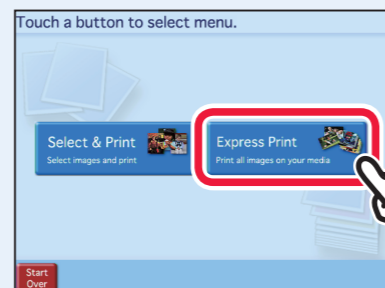 Touch a button to select menu.
Select & Print
Select images and print
Express Print
Print all images on your media
Start
Over